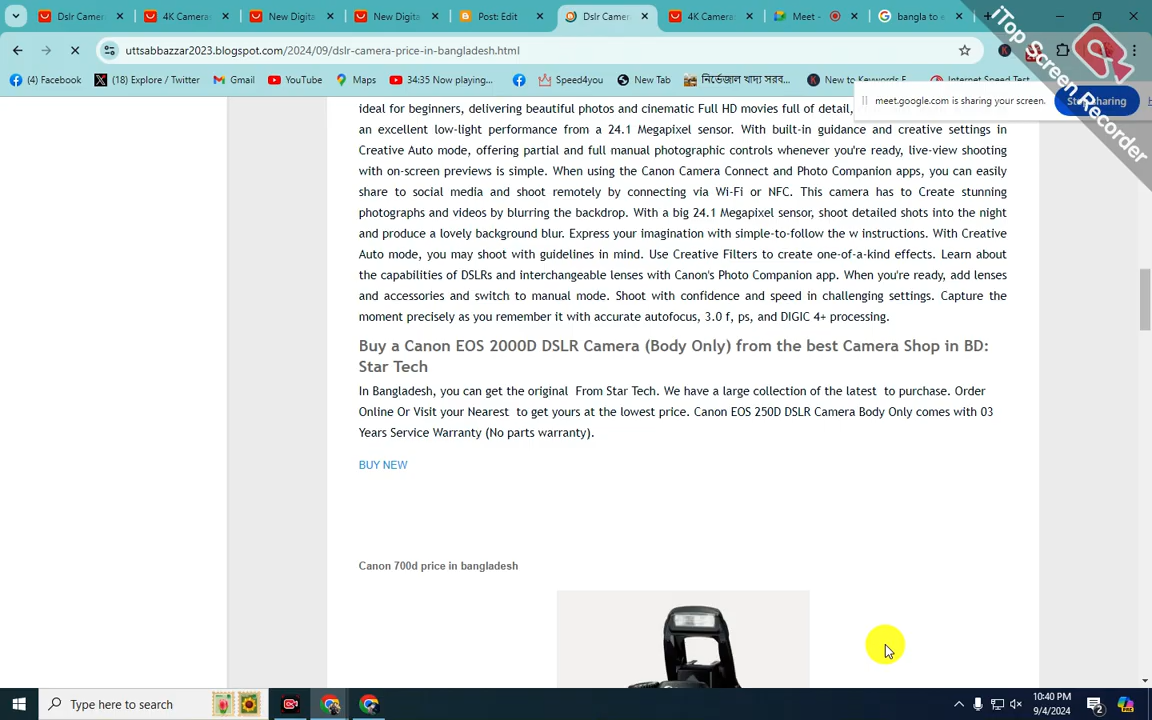 Dslr Camer
4K Camera
New Digita
New Digita
Post: Edit
Dslr Camer
4K Camera
Meet -
bangla to e
uttsabbazzar2023.blogspot.com/2024/09/dslr-camera-price-in-bangladesh.html
(4) Facebook
(18) Explore / Twitter
Gmail
YouTube
Maps
34:35 Now playing...
Speed4you
New Tab
নির্ভেজাল খাদ্য সরব...
New to Keywords E
Internet Speed Test
iTop Screen Recorder
meet.google.com is sharing your screen.
Stop sharing
ideal for beginners, delivering beautiful photos and cinematic Full HD movies full of detail,
an excellent low-light performance from a 24.1 Megapixel sensor. With built-in guidance and creative settings in
Creative Auto mode, offering partial and full manual photographic controls whenever you're ready, live-view shooting
with on-screen previews is simple. When using the Canon Camera Connect and Photo Companion apps, you can easily
share to social media and shoot remotely by connecting via Wi-Fi or NFC. This camera has to Create stunning
photographs and videos by blurring the backdrop. With a big 24.1 Megapixel sensor, shoot detailed shots into the night
and produce a lovely background blur. Express your imagination with simple-to-follow the w instructions. With Creative
Auto mode, you may shoot with guidelines in mind. Use Creative Filters to create one-of-a-kind effects. Learn about
the capabilities of DSLRs and interchangeable lenses with Canon's Photo Companion app. When you're ready, add lenses
and accessories and switch to manual mode. Shoot with confidence and speed in challenging settings. Capture the
moment precisely as you remember it with accurate autofocus, 3.0 f, ps, and DIGIC 4+ processing.
Buy a Canon EOS 2000D DSLR Camera (Body Only) from the best Camera Shop in BD:
Star Tech
In Bangladesh, you can get the original From Star Tech. We have a large collection of the latest to purchase. Order
Online Or Visit your Nearest to get yours at the lowest price. Canon EOS 250D DSLR Camera Body Only comes with 03
Years Service Warranty (No parts warranty).
BUY NEW
Canon 700d price in bangladesh
Type here to search
10:40 PM
9/4/2024
2